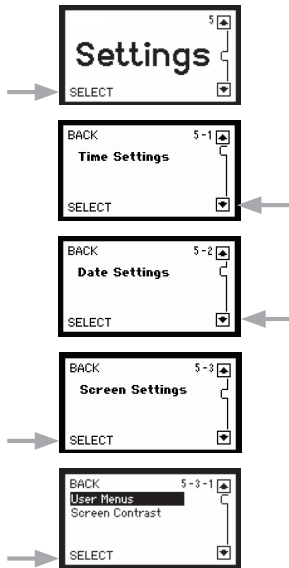 5
Settings
SELECT
BACK 5-1
Time Settings
SELECT
BACK 5-2
Date Settings
SELECT
BACK 5-3
Screen Settings
SELECT
BACK 5-3-1
User Menus
Screen Contrast
SELECT